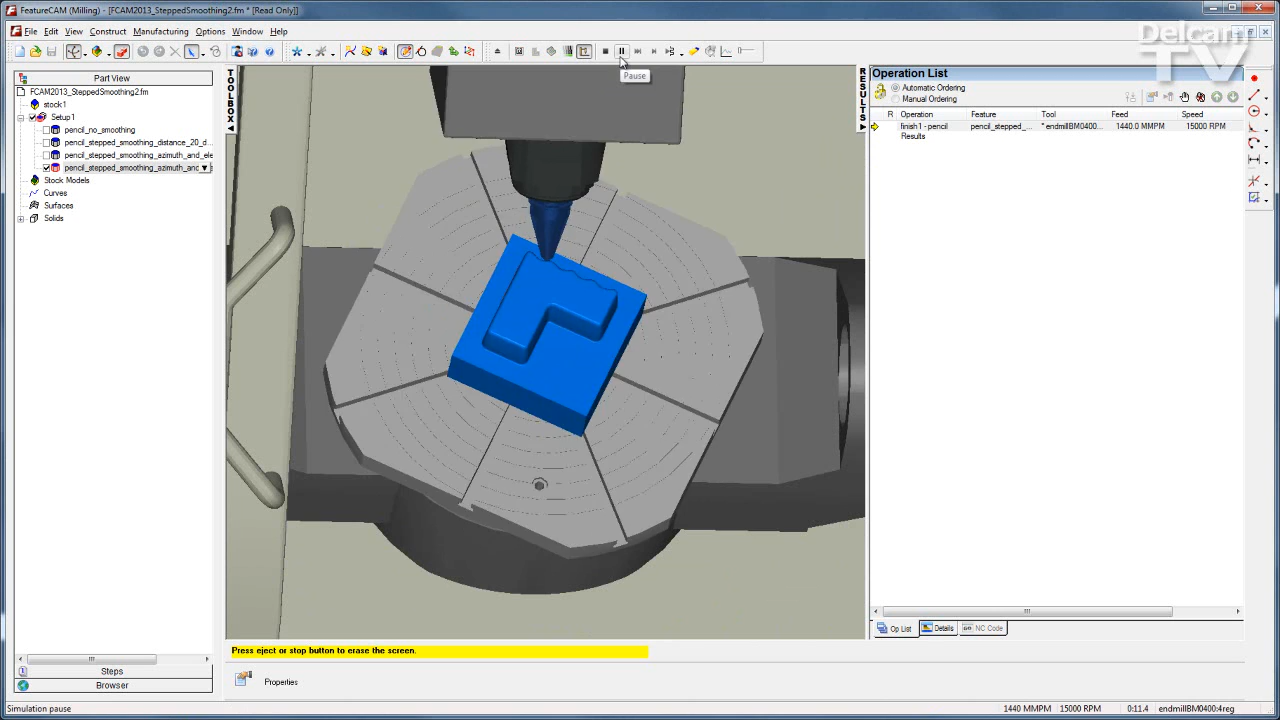 FeatureCAM (Milling) - [FCAM2013_SteppedSmoothing2.fm * [Read Only]]
File Edit View Construct Manufacturing Options Window Help
Delcam
TV
Pause
Part View
FCAM2013_SteppedSmoothing2.fm
stock1
Setup1
pencil_no_smoothing
pencil_stepped_smoothing_distance_20_d...
pencil_stepped_smoothing_azimuth_and_ele
pencil_stepped_smoothing_azimuth_and
Stock Models
Curves
Surfaces
Solids
Steps
Browser
TOOLBOX
RESULTS
Operation List
Automatic Ordering
Manual Ordering
R Operation Feature Tool Feed Speed
finish1 - pencil pencil_stepped_... * endmillBM0400... 1440.0 MMPM 15000 RPM
Results
Op List Details NC Code
Press eject or stop button to erase the screen.
Properties
Simulation pause 1440 MMPM 15000 RPM 0:11.4 endmillBM0400:4reg